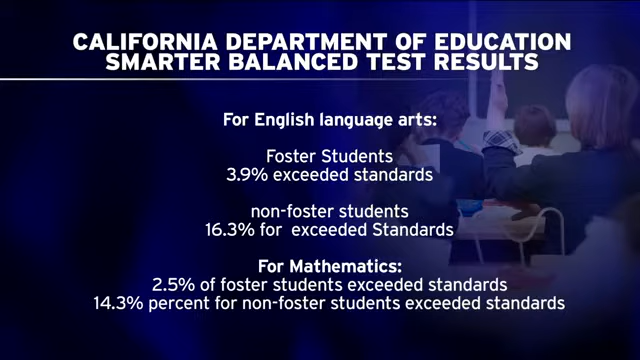 CALIFORNIA DEPARTMENT OF EDUCATION
SMARTER BALANCED TEST RESULTS
For English language arts:
Foster Students
3.9% exceeded standards
non-foster students
16.3% for exceeded Standards
For Mathematics:
2.5% of foster students exceeded standards
14.3% percent for non-foster students exceeded standards